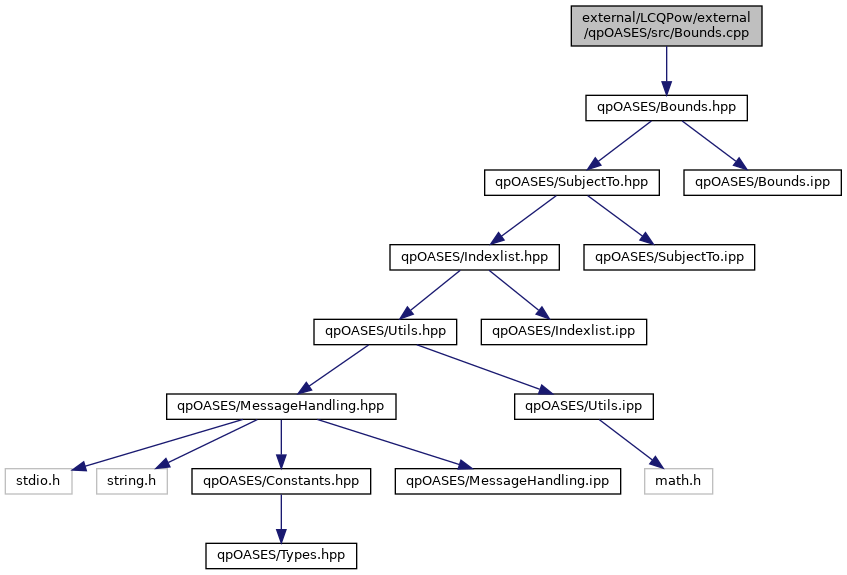 external/LCQPow/external
/qpOASES/src/Bounds.cpp
qpOASES/Bounds.hpp
qpOASES/SubjectTo.hpp
qpOASES/Bounds.ipp
qpOASES/Indexlist.hpp
qpOASES/SubjectTo.ipp
qpOASES/Utils.hpp
qpOASES/Indexlist.ipp
qpOASES/MessageHandling.hpp
qpOASES/Utils.ipp
stdio.h
string.h
qpOASES/Constants.hpp
qpOASES/MessageHandling.ipp
math.h
qpOASES/Types.hpp